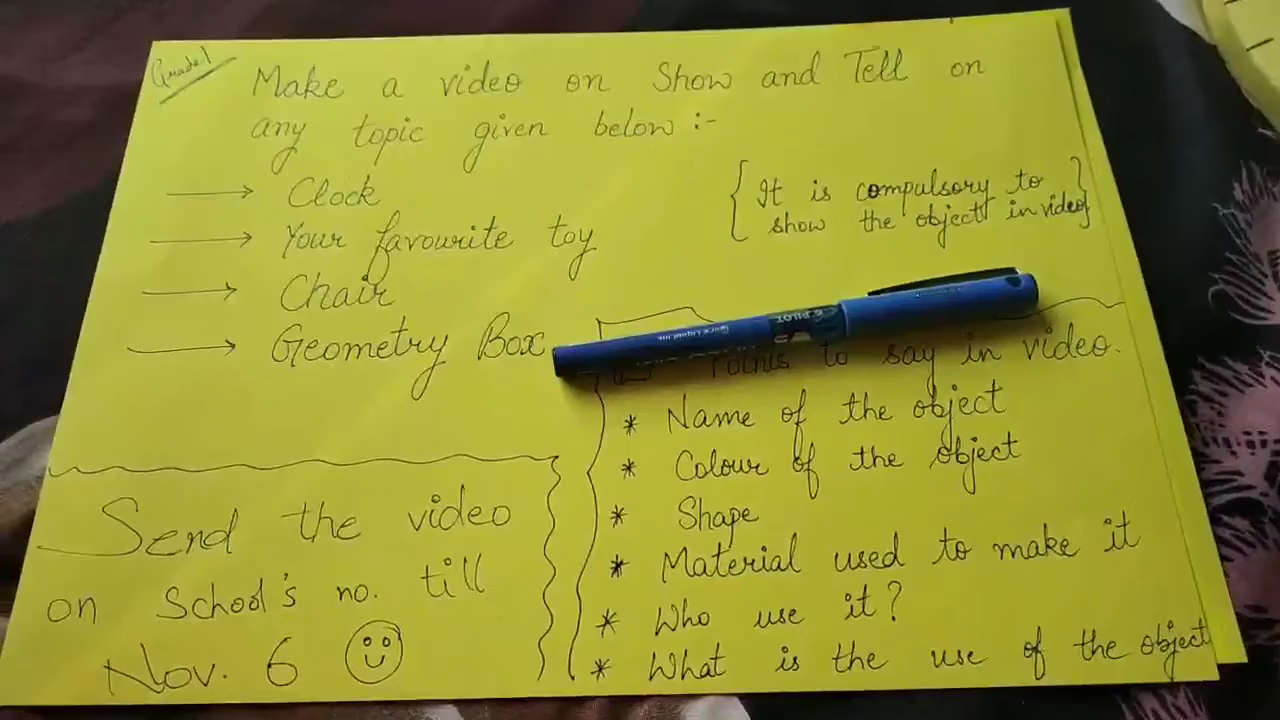 Grade 1
Make a video on Show and Tell on
any topic given below :-
→ Clock
→ Your favourite toy
→ Chair
→ Geometry Box
{ It is compulsory to
show the object in video }
Points to say in video.
* Name of the object
* Colour of the object
* Shape
* Material used to make it
* Who use it?
* What is the use of the object
Send the video
on School's no. till
Nov. 6
PILOT